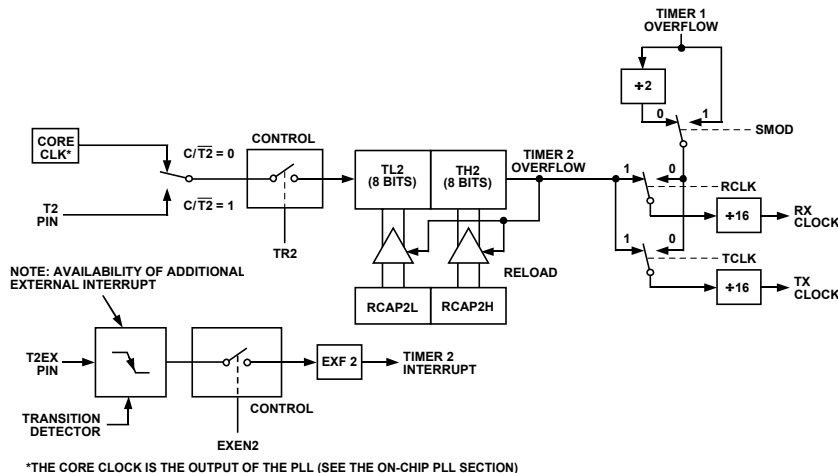 TIMER 1
OVERFLOW
÷2
0
1
SMOD
CORE
CLK*
C/T̅2̅ = 0
CONTROL
TL2
(8 BITS)
TH2
(8 BITS)
TIMER 2
OVERFLOW
1
0
RCLK
T2
PIN
C/T̅2̅ = 1
÷16
RX
CLOCK
TR2
RELOAD
1
0
TCLK
NOTE: AVAILABILITY OF ADDITIONAL
EXTERNAL INTERRUPT
RCAP2L
RCAP2H
÷16
TX
CLOCK
T2EX
PIN
EXF 2
TIMER 2
INTERRUPT
CONTROL
TRANSITION
DETECTOR
EXEN2
*THE CORE CLOCK IS THE OUTPUT OF THE PLL (SEE THE ON-CHIP PLL SECTION)